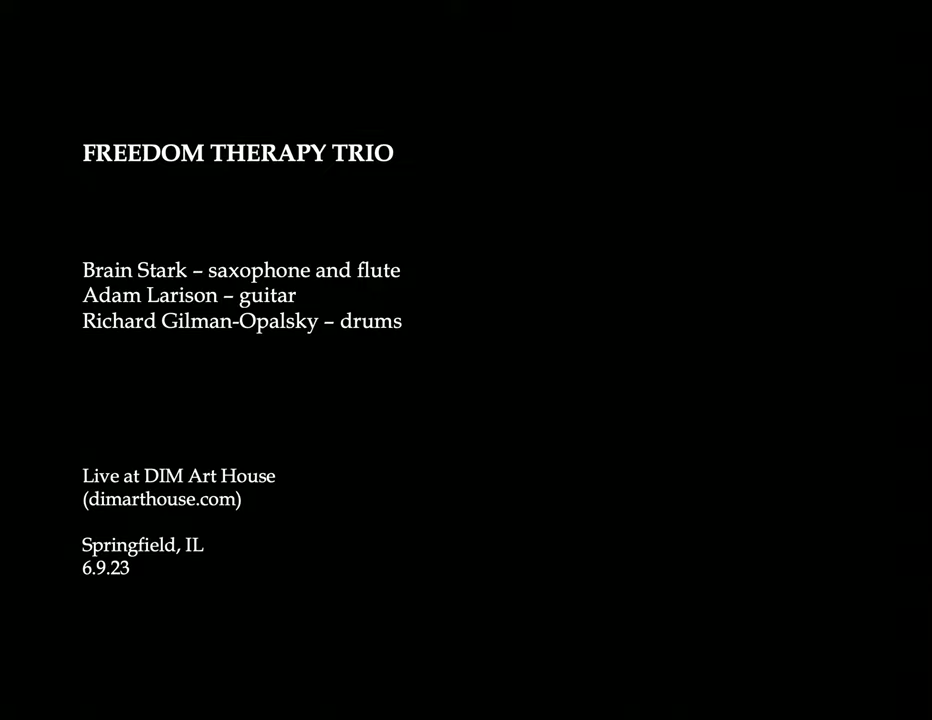 FREEDOM THERAPY TRIO
Brain Stark – saxophone and flute
Adam Larison – guitar
Richard Gilman-Opalsky – drums
Live at DIM Art House
(dimarthouse.com)
Springfield, IL
6.9.23